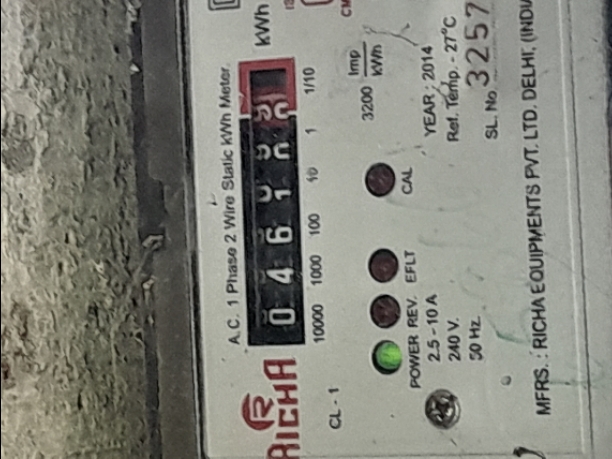 kWh
A.C. 1 Phase 2 Wire Static kWh Meter
0 4 6 1
10000 1000 100 10 1 1/10
RICHA
CL - 1
3200 Imp
kWh
POWER REV. EFLT CAL
2.5 - 10 A
240 V.
50 Hz.
YEAR : 2014
Ref. Temp. - 27°C
SL. No. 3257
MFRS. : RICHA EQUIPMENTS PVT. LTD. DELHI,